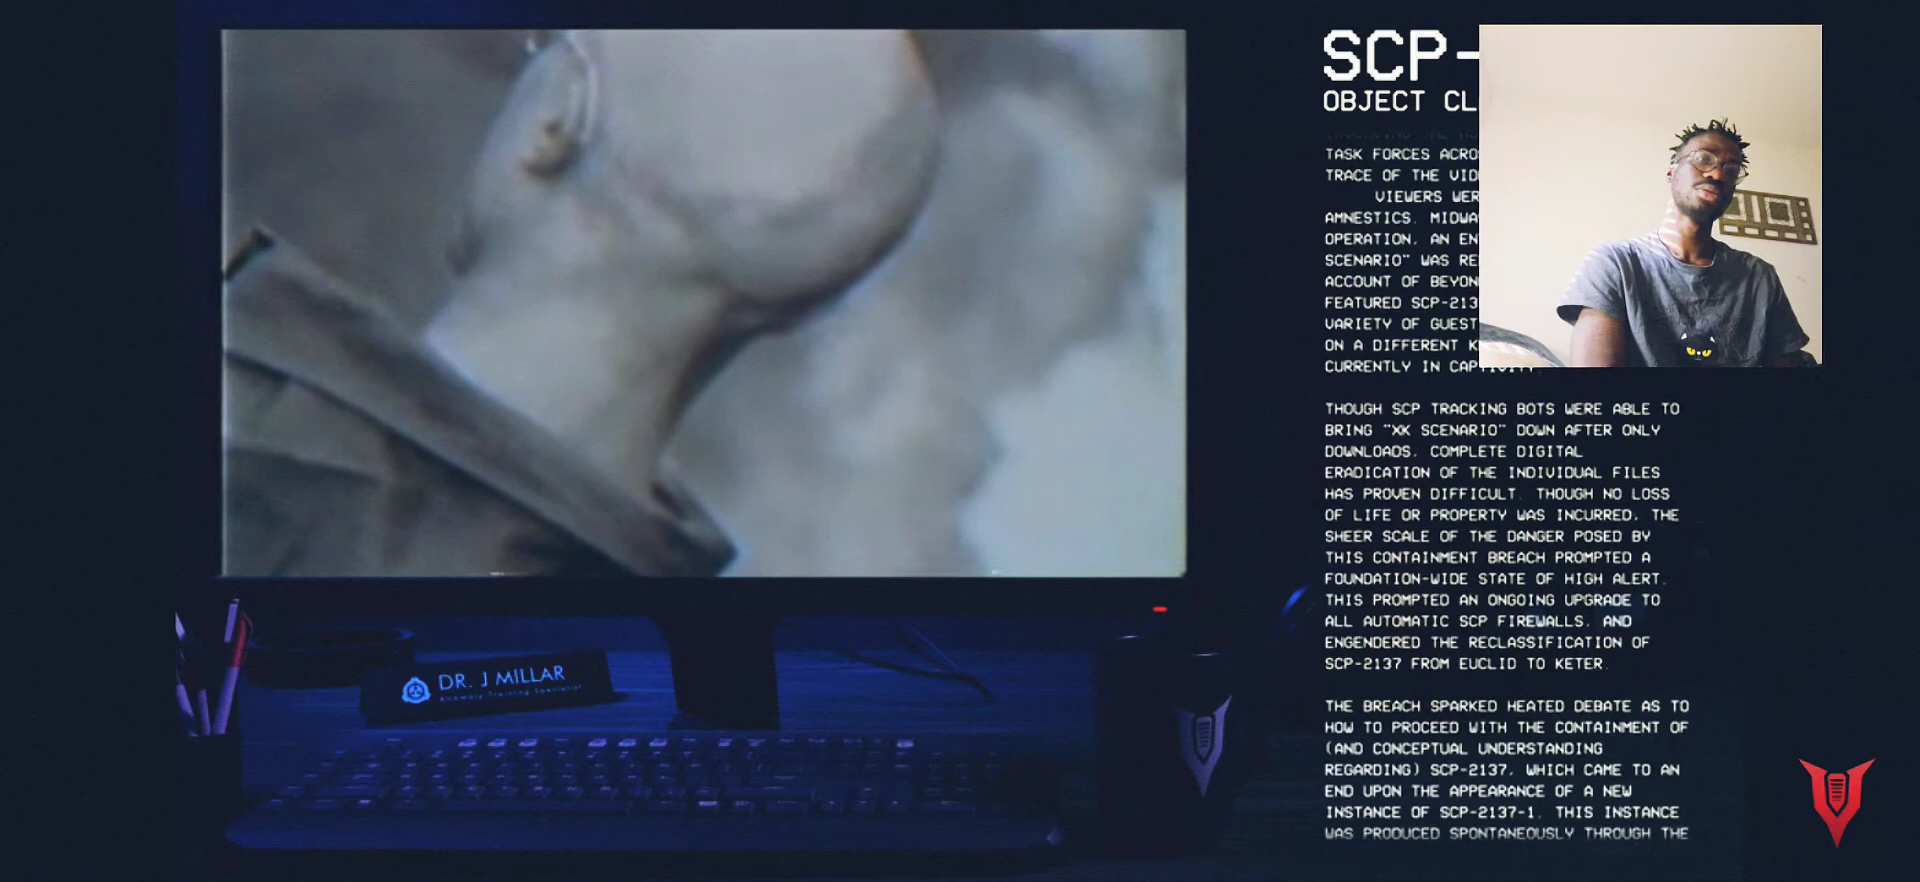 SCP-
OBJECT CL
TASK FORCES ACRO
TRACE OF THE VID
VIEWERS WER
AMNESTICS. MIDWA
OPERATION, AN EN
SCENARIO" WAS RE
ACCOUNT OF BEYON
FEATURED SCP-213
VARIETY OF GUEST
ON A DIFFERENT K
CURRENTLY IN CAPTIVITY.
THOUGH SCP TRACKING BOTS WERE ABLE TO
BRING "XK SCENARIO" DOWN AFTER ONLY
DOWNLOADS, COMPLETE DIGITAL
ERADICATION OF THE INDIVIDUAL FILES
HAS PROVEN DIFFICULT. THOUGH NO LOSS
OF LIFE OR PROPERTY WAS INCURRED, THE
SHEER SCALE OF THE DANGER POSED BY
THIS CONTAINMENT BREACH PROMPTED A
FOUNDATION-WIDE STATE OF HIGH ALERT.
THIS PROMPTED AN ONGOING UPGRADE TO
ALL AUTOMATIC SCP FIREWALLS, AND
ENGENDERED THE RECLASSIFICATION OF
SCP-2137 FROM EUCLID TO KETER.
THE BREACH SPARKED HEATED DEBATE AS TO
HOW TO PROCEED WITH THE CONTAINMENT OF
(AND CONCEPTUAL UNDERSTANDING
REGARDING) SCP-2137, WHICH CAME TO AN
END UPON THE APPEARANCE OF A NEW
INSTANCE OF SCP-2137-1. THIS INSTANCE
WAS PRODUCED SPONTANEOUSLY THROUGH THE
DR. J MILLAR
Anomaly Training Specialist